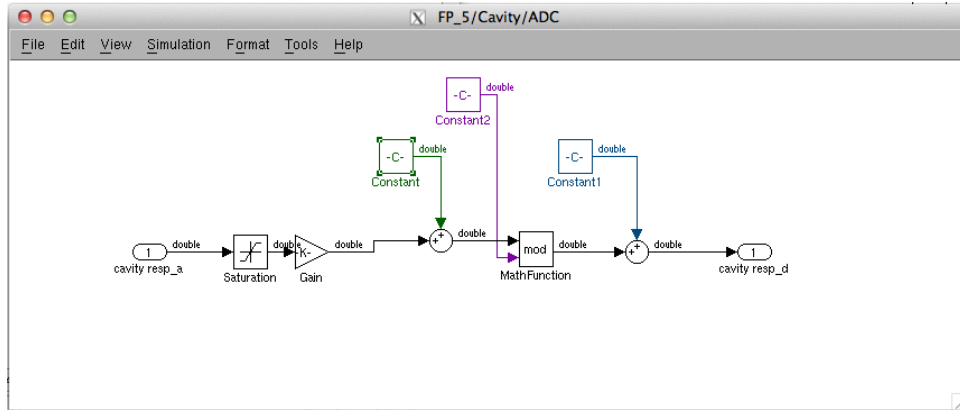 X FP_5/Cavity/ADC
File Edit View Simulation Format Tools Help
-C- double
Constant2
-C- double
Constant
-C- double
Constant1
1 double
cavity resp_a
Saturation
double
-K- double
Gain
++ double
mod double
MathFunction
++ double
1
cavity resp_d